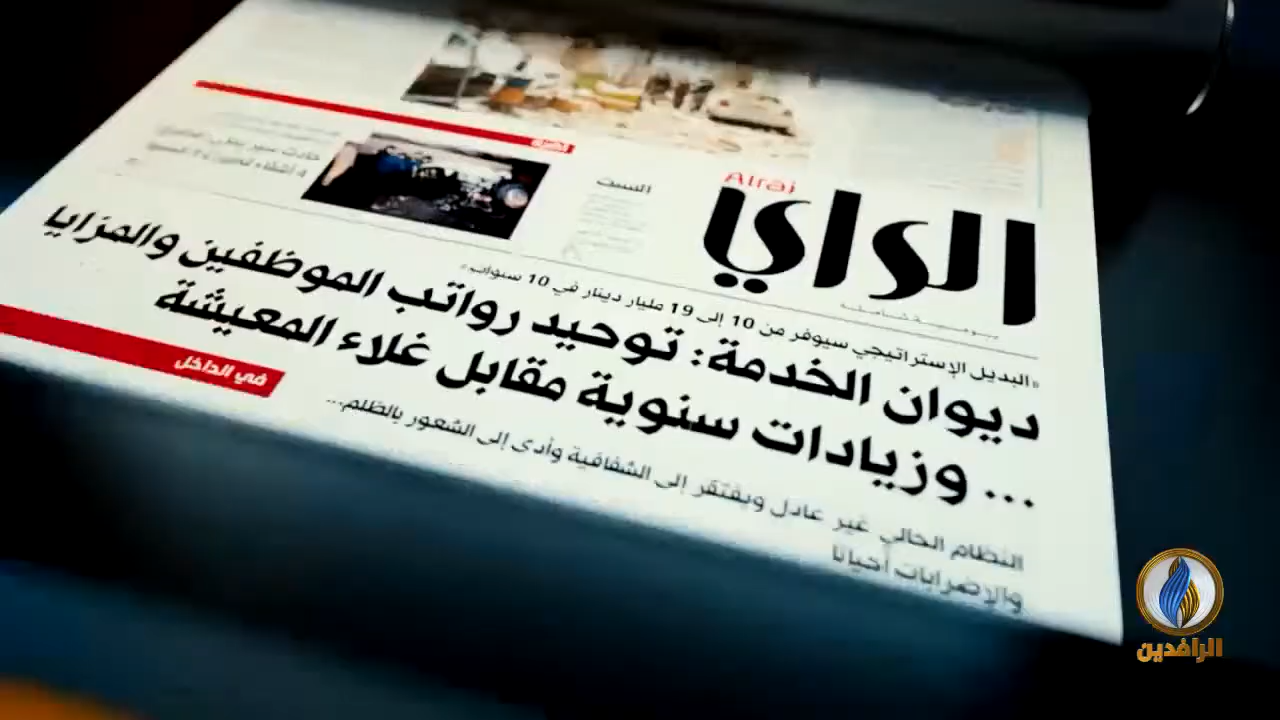 Alrai
الراي
السبت
«البديل الإستراتيجي سيوفر من 10 إلى 19 مليار دينار في 10 سنوات»
ديوان الخدمة: توحيد رواتب الموظفين والمزايا
... وزيادات سنوية مقابل غلاء المعيشة
في الداخل
النظام الحالي غير عادل ويفتقر إلى الشفافية وأدى إلى الشعور بالظلم...
والإضرابات أحيانا
الرافدين